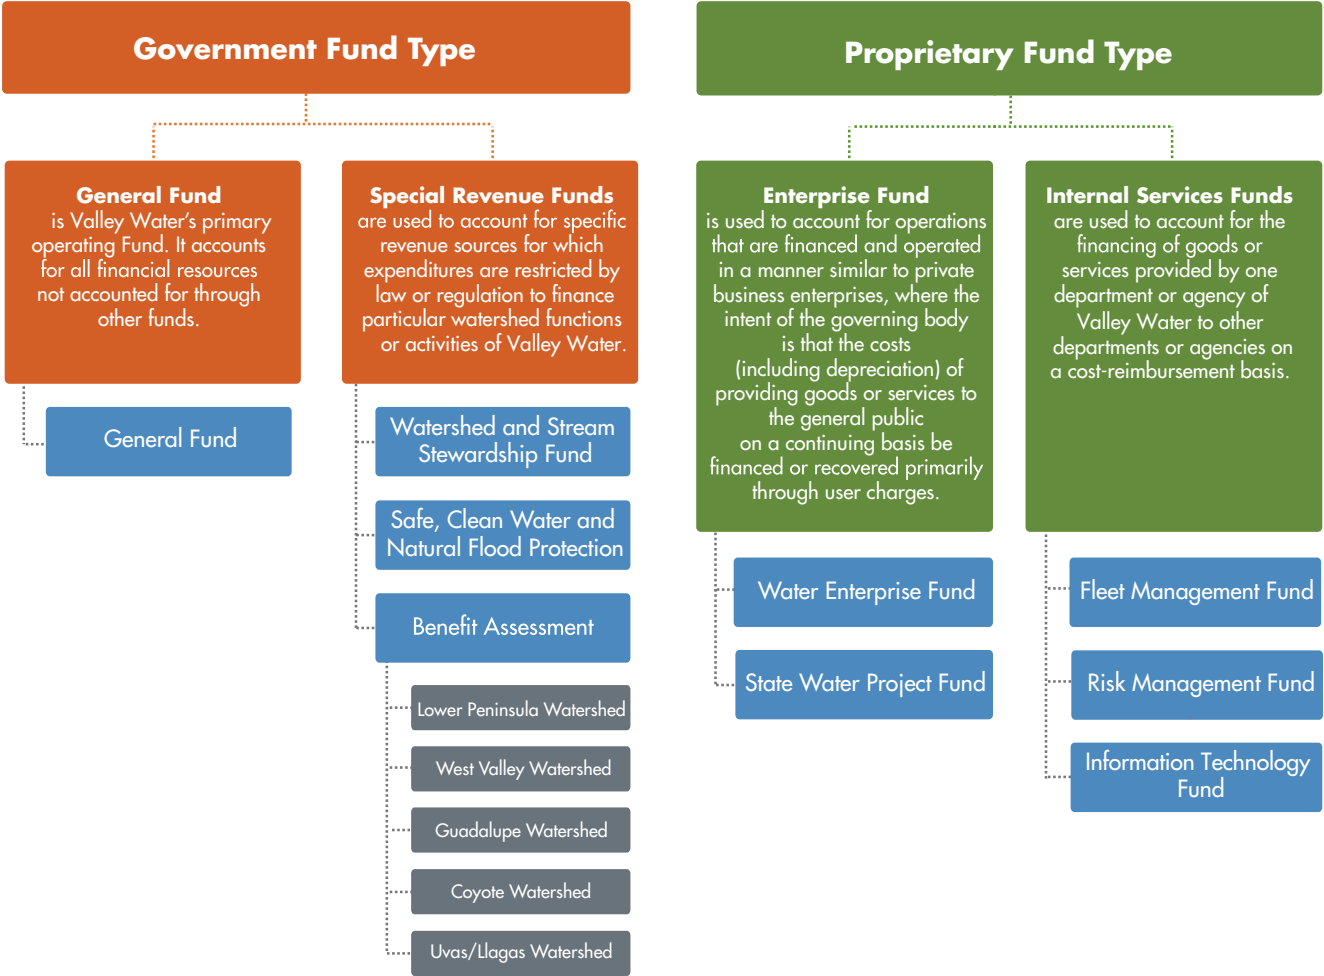 Government Fund Type
General Fund
is Valley Water's primary
operating Fund. It accounts
for all financial resources
not accounted for through
other funds.
General Fund
Special Revenue Funds
are used to account for specific
revenue sources for which
expenditures are restricted by
law or regulation to finance
particular watershed functions
or activities of Valley Water.
Watershed and Stream
Stewardship Fund
Safe, Clean Water and
Natural Flood Protection
Benefit Assessment
Lower Peninsula Watershed
West Valley Watershed
Guadalupe Watershed
Coyote Watershed
Uvas/Llagas Watershed
Proprietary Fund Type
Enterprise Fund
is used to account for operations
that are financed and operated
in a manner similar to private
business enterprises, where the
intent of the governing body
is that the costs
(including depreciation) of
providing goods or services to
the general public
on a continuing basis be
financed or recovered primarily
through user charges.
Water Enterprise Fund
State Water Project Fund
Internal Services Funds
are used to account for the
financing of goods or
services provided by one
department or agency of
Valley Water to other
departments or agencies on
a cost-reimbursement basis.
Fleet Management Fund
Risk Management Fund
Information Technology
Fund